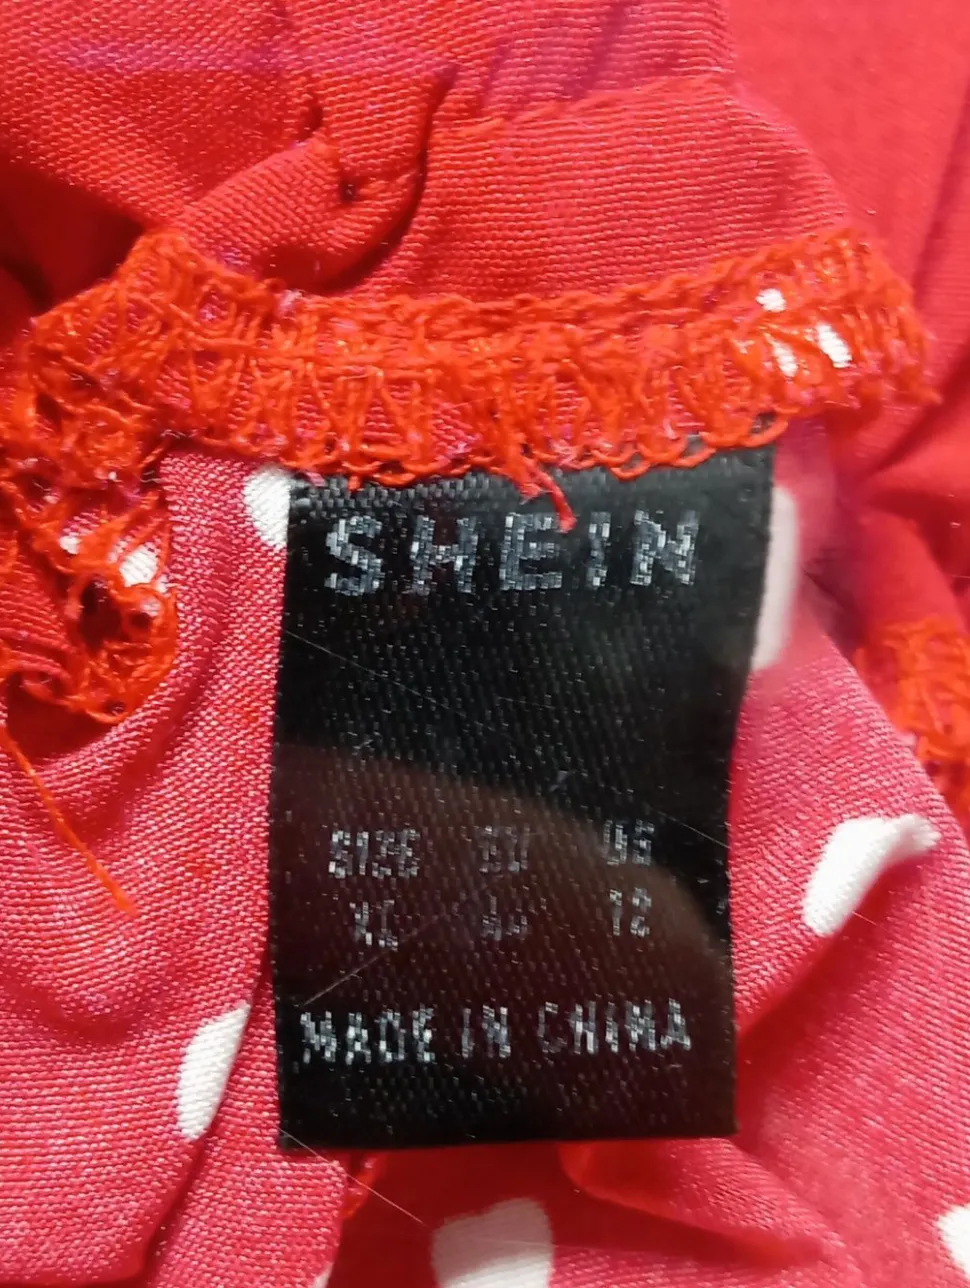 SHEIN
SIZE EU US
XL 12
MADE IN CHINA